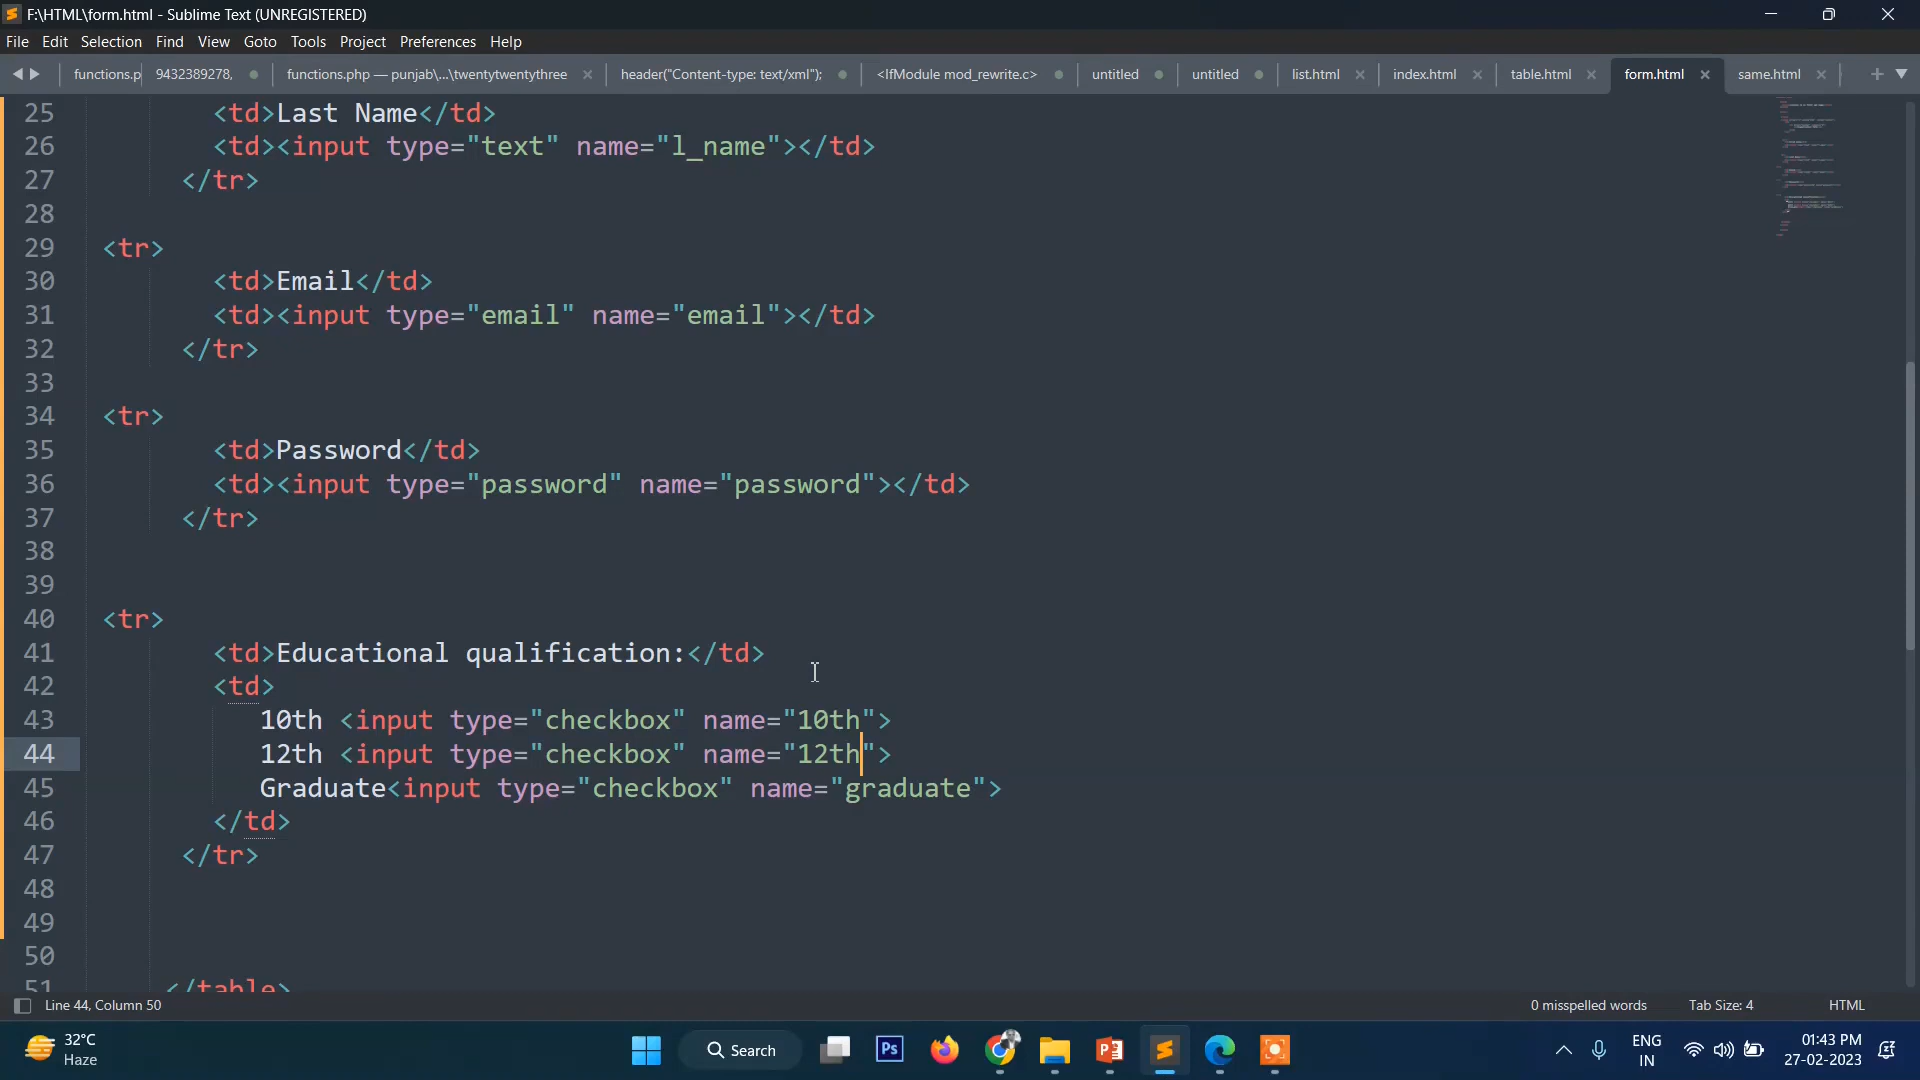 F:\HTML\form.html - Sublime Text (UNREGISTERED)
File Edit Selection Find View Goto Tools Project Preferences Help
functions.p 9432389278, functions.php — punjab\...\twentytwentythree header("Content-type: text/xml"); <IfModule mod_rewrite.c> untitled untitled list.html index.html table.html form.html same.html
25 <td>Last Name</td>
26 <td><input type="text" name="l_name"></td>
27 </tr>
28
29 <tr>
30 <td>Email</td>
31 <td><input type="email" name="email"></td>
32 </tr>
33
34 <tr>
35 <td>Password</td>
36 <td><input type="password" name="password"></td>
37 </tr>
38
39
40 <tr>
41 <td>Educational qualification:</td>
42 <td>
43 10th <input type="checkbox" name="10th">
44 12th <input type="checkbox" name="12th">
45 Graduate<input type="checkbox" name="graduate">
46 </td>
47 </tr>
48
49
50
51 </table>
Line 44, Column 50 0 misspelled words Tab Size: 4 HTML
32°C
Haze
Search
Ps
ENG
IN
01:43 PM
27-02-2023